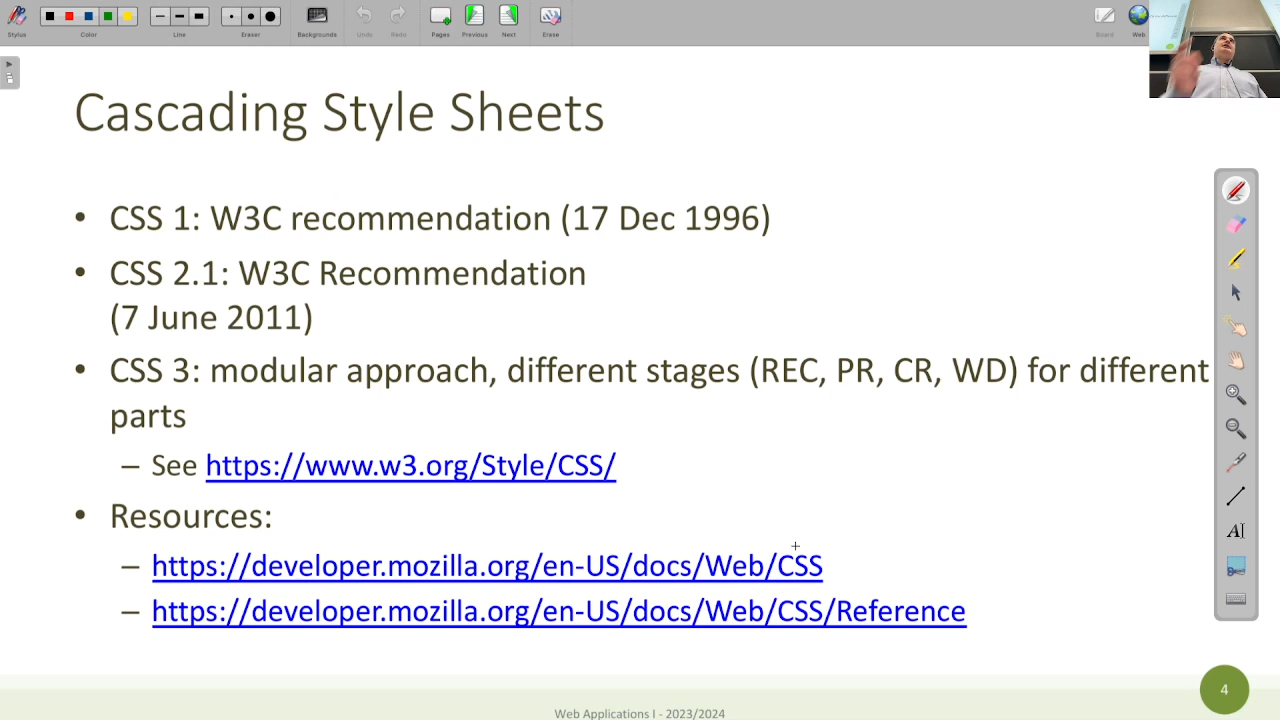 Stylus
Color
Line
Eraser
Backgrounds
Undo
Redo
Pages
Previous
Next
Erase
Board
Web
Cascading Style Sheets
• CSS 1: W3C recommendation (17 Dec 1996)
• CSS 2.1: W3C Recommendation
(7 June 2011)
• CSS 3: modular approach, different stages (REC, PR, CR, WD) for different
parts
– See https://www.w3.org/Style/CSS/
• Resources:
– https://developer.mozilla.org/en-US/docs/Web/CSS
– https://developer.mozilla.org/en-US/docs/Web/CSS/Reference
AI
4
Web Applications I - 2023/2024